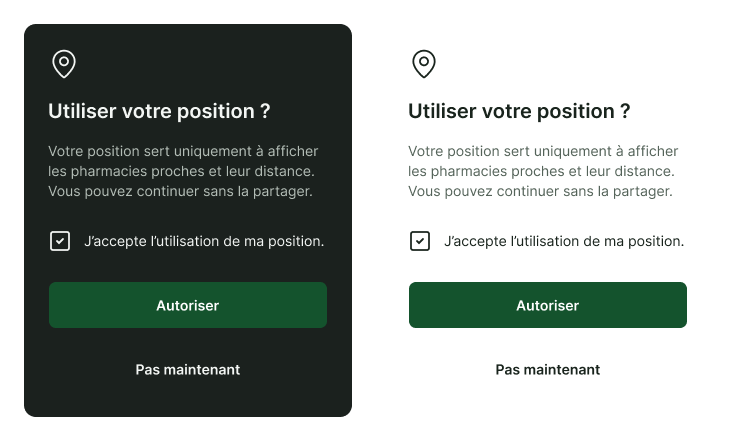 Utiliser votre position ?
Votre position sert uniquement à afficher
les pharmacies proches et leur distance.
Vous pouvez continuer sans la partager.
J’accepte l’utilisation de ma position.
Autoriser
Pas maintenant
Utiliser votre position ?
Votre position sert uniquement à afficher
les pharmacies proches et leur distance.
Vous pouvez continuer sans la partager.
J’accepte l’utilisation de ma position.
Autoriser
Pas maintenant